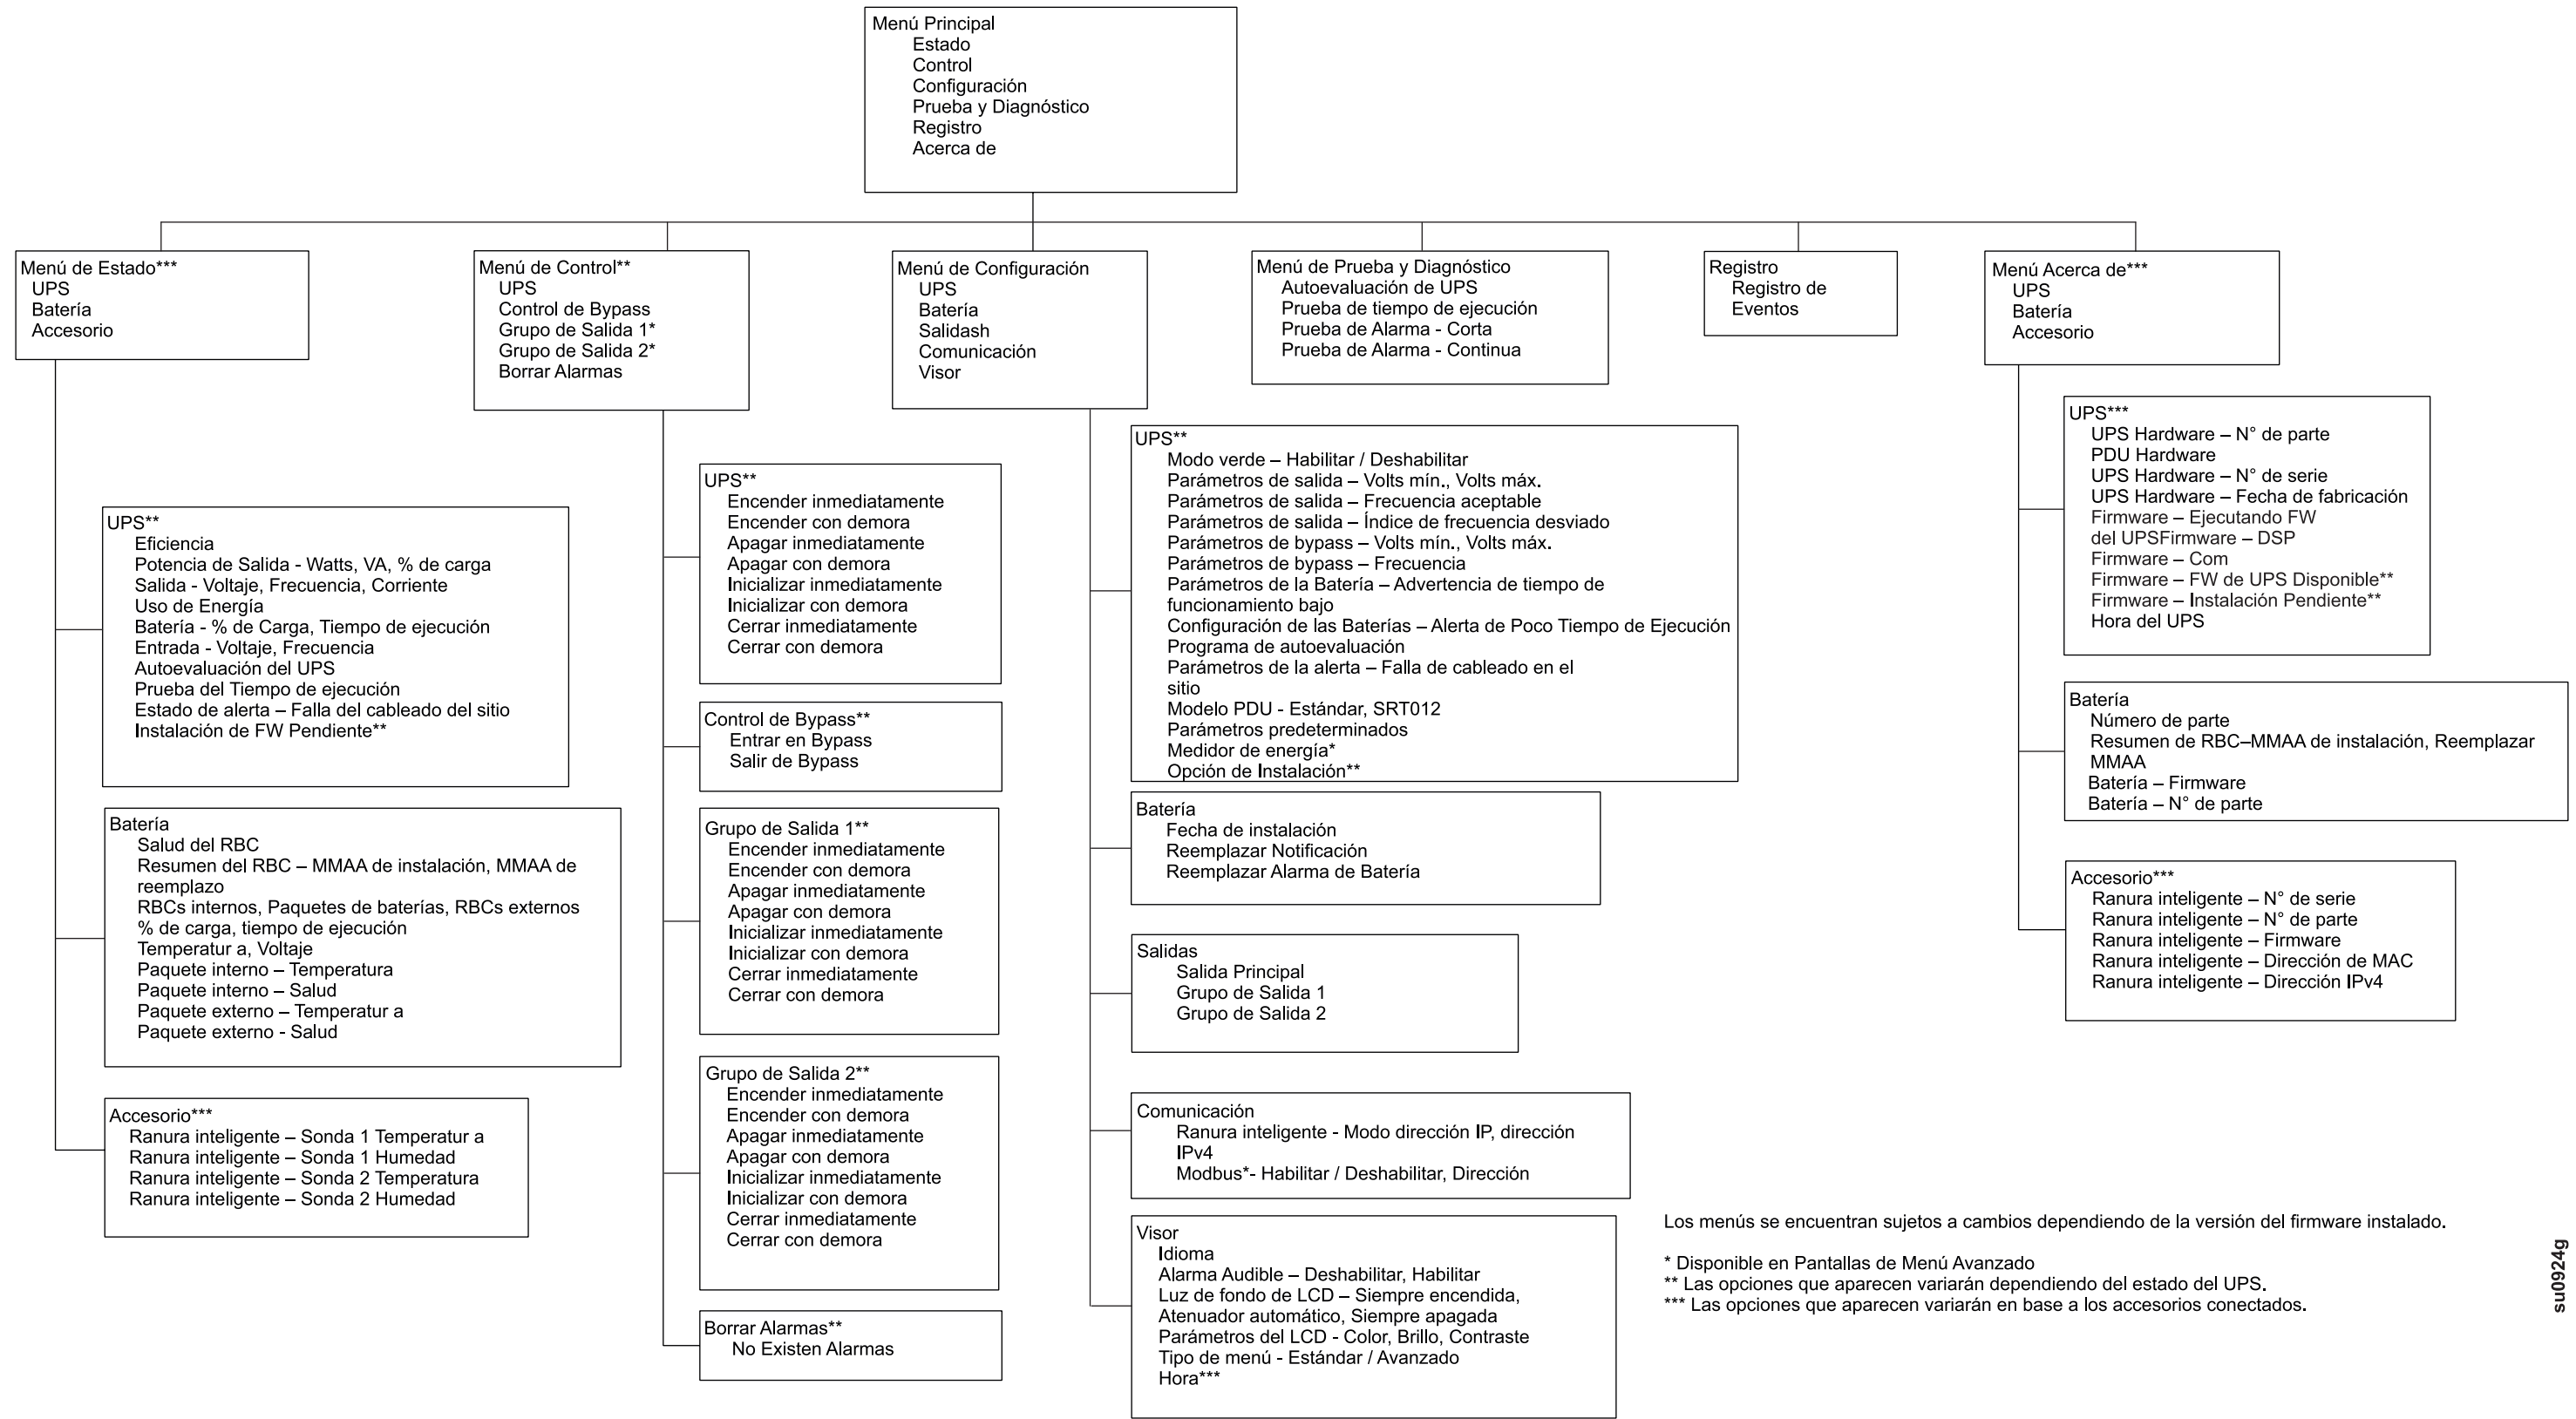 Menú Principal
Estado
Control
Configuración
Prueba y Diagnóstico
Registro
Acerca de
Menú de Estado***
UPS
Batería
Accesorio
UPS**
Eficiencia
Potencia de Salida - Watts, VA, % de carga
Salida - Voltaje, Frecuencia, Corriente
Uso de Energía
Batería - % de Carga, Tiempo de ejecución
Entrada - Voltaje, Frecuencia
Autoevaluación del UPS
Prueba del Tiempo de ejecución
Estado de alerta – Falla del cableado del sitio
Instalación de FW Pendiente**
Batería
Salud del RBC
Resumen del RBC – MMAA de instalación, MMAA de
reemplazo
RBCs internos, Paquetes de baterías, RBCs externos
% de carga, tiempo de ejecución
Temperatur a, Voltaje
Paquete interno – Temperatura
Paquete interno – Salud
Paquete externo – Temperatur a
Paquete externo - Salud
Accesorio***
Ranura inteligente – Sonda 1 Temperatur a
Ranura inteligente – Sonda 1 Humedad
Ranura inteligente – Sonda 2 Temperatura
Ranura inteligente – Sonda 2 Humedad
Menú de Control**
UPS
Control de Bypass
Grupo de Salida 1*
Grupo de Salida 2*
Borrar Alarmas
UPS**
Encender inmediatamente
Encender con demora
Apagar inmediatamente
Apagar con demora
Inicializar inmediatamente
Inicializar con demora
Cerrar inmediatamente
Cerrar con demora
Control de Bypass**
Entrar en Bypass
Salir de Bypass
Grupo de Salida 1**
Encender inmediatamente
Encender con demora
Apagar inmediatamente
Apagar con demora
Inicializar inmediatamente
Inicializar con demora
Cerrar inmediatamente
Cerrar con demora
Grupo de Salida 2**
Encender inmediatamente
Encender con demora
Apagar inmediatamente
Apagar con demora
Inicializar inmediatamente
Inicializar con demora
Cerrar inmediatamente
Cerrar con demora
Borrar Alarmas**
No Existen Alarmas
Menú de Configuración
UPS
Batería
Salidash
Comunicación
Visor
UPS**
Modo verde – Habilitar / Deshabilitar
Parámetros de salida – Volts mín., Volts máx.
Parámetros de salida – Frecuencia aceptable
Parámetros de salida – Índice de frecuencia desviado
Parámetros de bypass – Volts mín., Volts máx.
Parámetros de bypass – Frecuencia
Parámetros de la Batería – Advertencia de tiempo de
funcionamiento bajo
Configuración de las Baterías – Alerta de Poco Tiempo de Ejecución
Programa de autoevaluación
Parámetros de la alerta – Falla de cableado en el
sitio
Modelo PDU - Estándar, SRT012
Parámetros predeterminados
Medidor de energía*
Opción de Instalación**
Batería
Fecha de instalación
Reemplazar Notificación
Reemplazar Alarma de Batería
Salidas
Salida Principal
Grupo de Salida 1
Grupo de Salida 2
Comunicación
Ranura inteligente - Modo dirección IP, dirección
IPv4
Modbus*- Habilitar / Deshabilitar, Dirección
Visor
Idioma
Alarma Audible – Deshabilitar, Habilitar
Luz de fondo de LCD – Siempre encendida,
Atenuador automático, Siempre apagada
Parámetros del LCD - Color, Brillo, Contraste
Tipo de menú - Estándar / Avanzado
Hora***
Menú de Prueba y Diagnóstico
Autoevaluación de UPS
Prueba de tiempo de ejecución
Prueba de Alarma - Corta
Prueba de Alarma - Continua
Registro
Registro de
Eventos
Menú Acerca de***
UPS
Batería
Accesorio
UPS***
UPS Hardware – N° de parte
PDU Hardware
UPS Hardware – N° de serie
UPS Hardware – Fecha de fabricación
Firmware – Ejecutando FW
del UPSFirmware – DSP
Firmware – Com
Firmware – FW de UPS Disponible**
Firmware – Instalación Pendiente**
Hora del UPS
Batería
Número de parte
Resumen de RBC–MMAA de instalación, Reemplazar
MMAA
Batería – Firmware
Batería – N° de parte
Accesorio***
Ranura inteligente – N° de serie
Ranura inteligente – N° de parte
Ranura inteligente – Firmware
Ranura inteligente – Dirección de MAC
Ranura inteligente – Dirección IPv4
Los menús se encuentran sujetos a cambios dependiendo de la versión del firmware instalado.
* Disponible en Pantallas de Menú Avanzado
** Las opciones que aparecen variarán dependiendo del estado del UPS.
*** Las opciones que aparecen variarán en base a los accesorios conectados.
su0924g